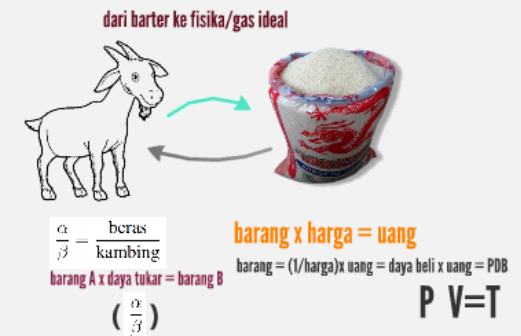 dari barter ke fisika/gas ideal
α/β = beras/kambing
barang A x daya tukar = barang B
(α/β)
barang x harga = uang
barang = (1/harga)x uang = daya beli x uang = PDB
P V=T